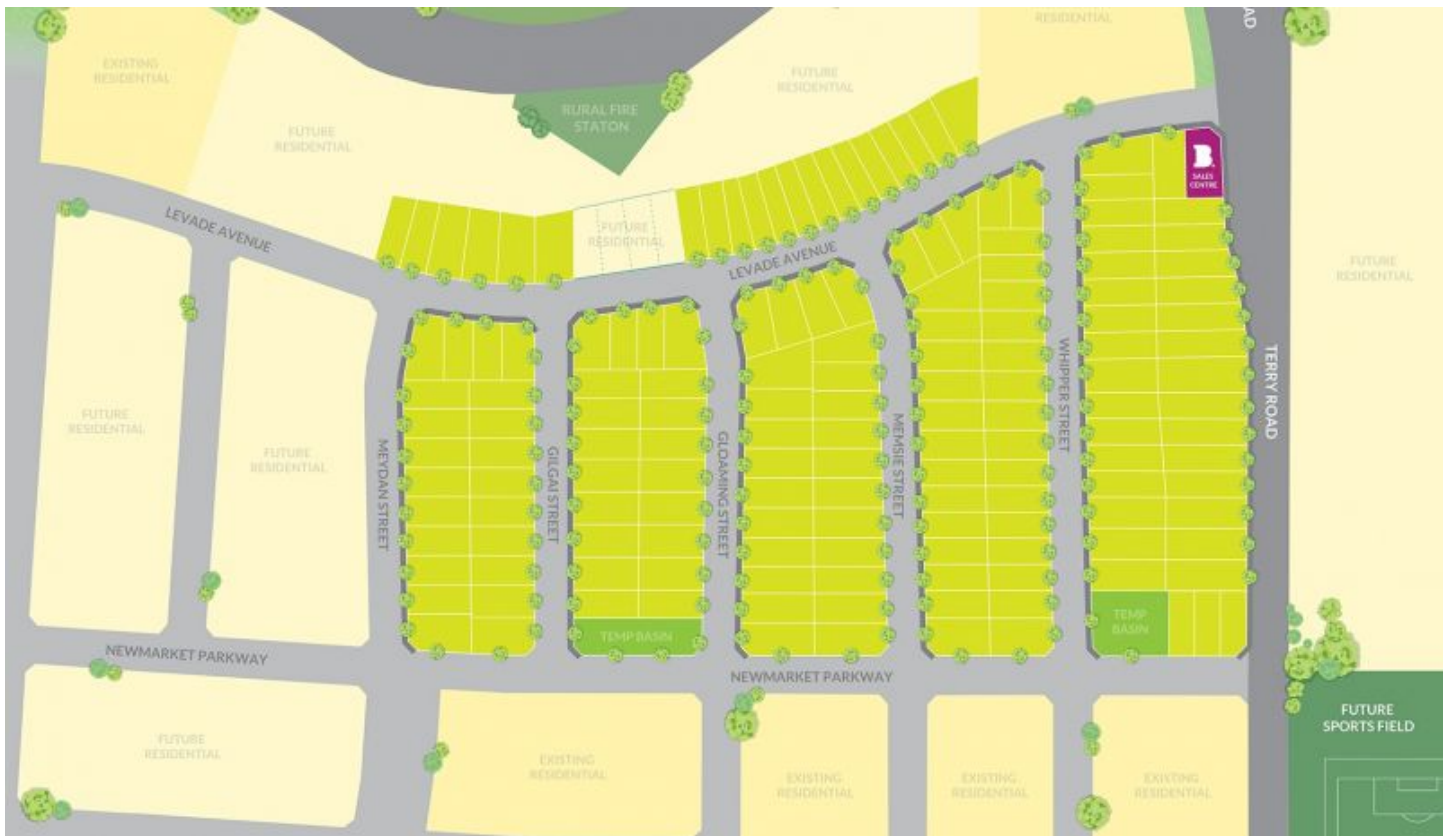 RESIDENTIAL
AD
EXISTING
RESIDENTIAL
FUTURE
RESIDENTIAL
RURAL FIRE
STATON
FUTURE
RESIDENTIAL
B.
SALES
CENTRE
LEVADE AVENUE
FUTURE
RESIDENTIAL
LEVADE AVENUE
FUTURE
RESIDENTIAL
TERRY ROAD
WHIPPER STREET
FUTURE
RESIDENTIAL
FUTURE
RESIDENTIAL
MEYDAN STREET
GILGAI STREET
GLOAMING STREET
MEMSIE STREET
TEMP BASIN
TEMP
BASIN
NEWMARKET PARKWAY
NEWMARKET PARKWAY
FUTURE
SPORTS FIELD
FUTURE
RESIDENTIAL
EXISTING
RESIDENTIAL
EXISTING
RESIDENTIAL
EXISTING
RESIDENTIAL
EXISTING
RESIDENTIAL